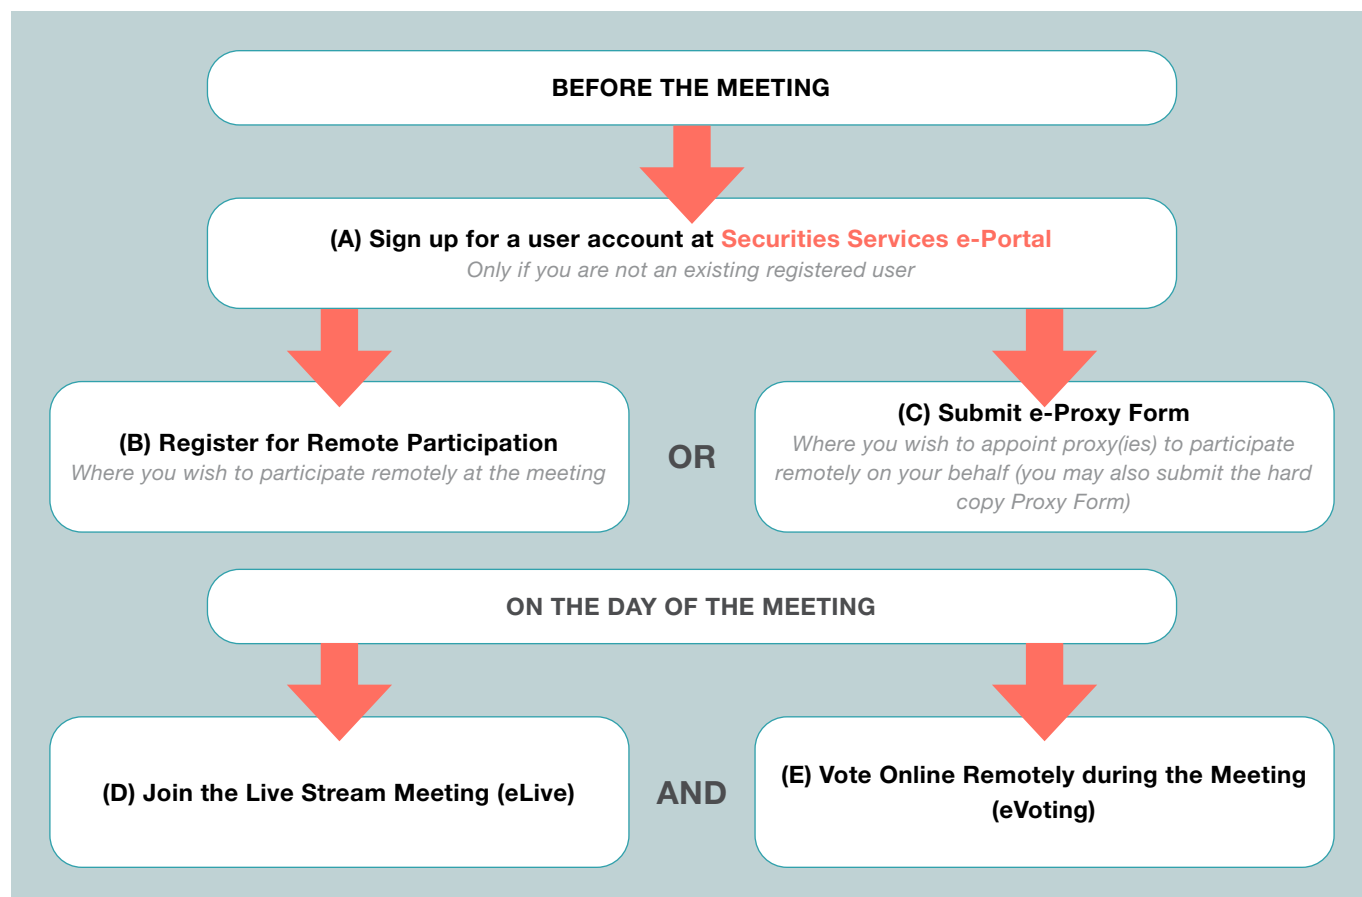 BEFORE THE MEETING
(A) Sign up for a user account at Securities Services e-Portal
Only if you are not an existing registered user
(B) Register for Remote Participation
Where you wish to participate remotely at the meeting
OR
(C) Submit e-Proxy Form
Where you wish to appoint proxy(ies) to participate
remotely on your behalf (you may also submit the hard
copy Proxy Form)
ON THE DAY OF THE MEETING
(D) Join the Live Stream Meeting (eLive)
AND
(E) Vote Online Remotely during the Meeting
(eVoting)